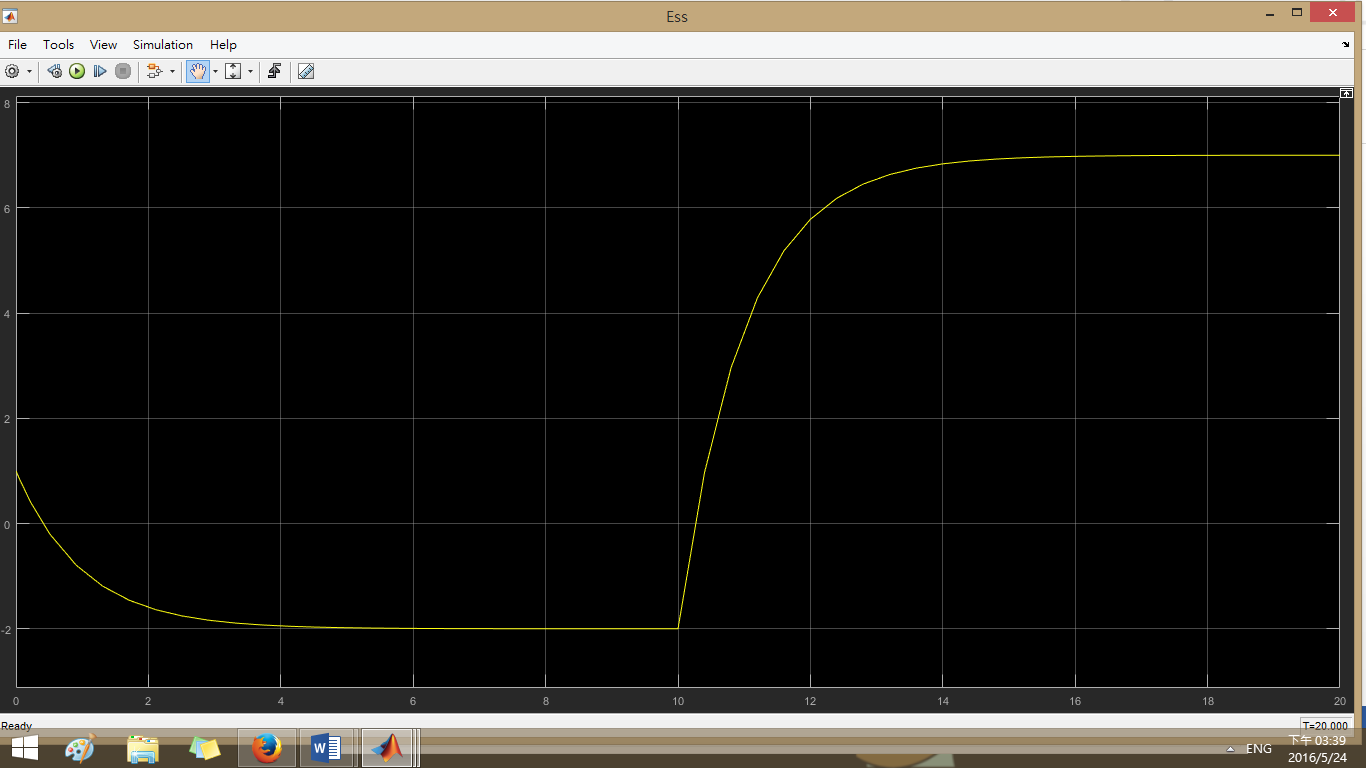 Ess
File Tools View Simulation Help
8
6
4
2
0
-2
0 2 4 6 8 10 12 14 16 18 20
Ready
T=20.000
ENG
下午 03:39
2016/5/24